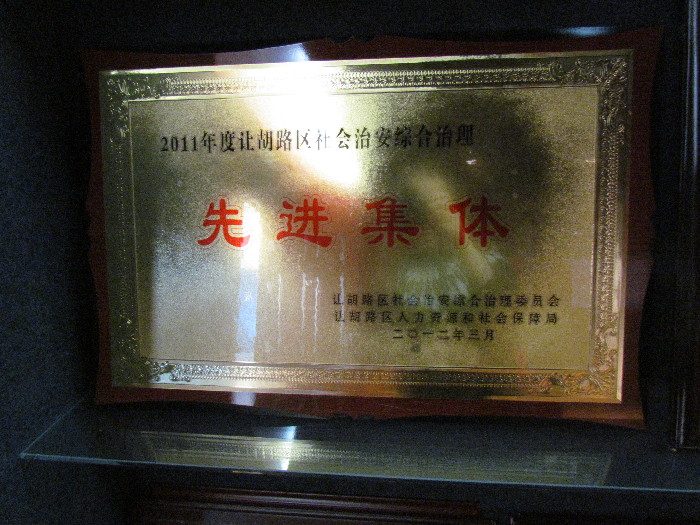 2011年度让胡路区社会治安综合治理
先进集体
让胡路区社会治安综合治理委员会
让胡路区人力资源和社会保障局
二〇一二年三月